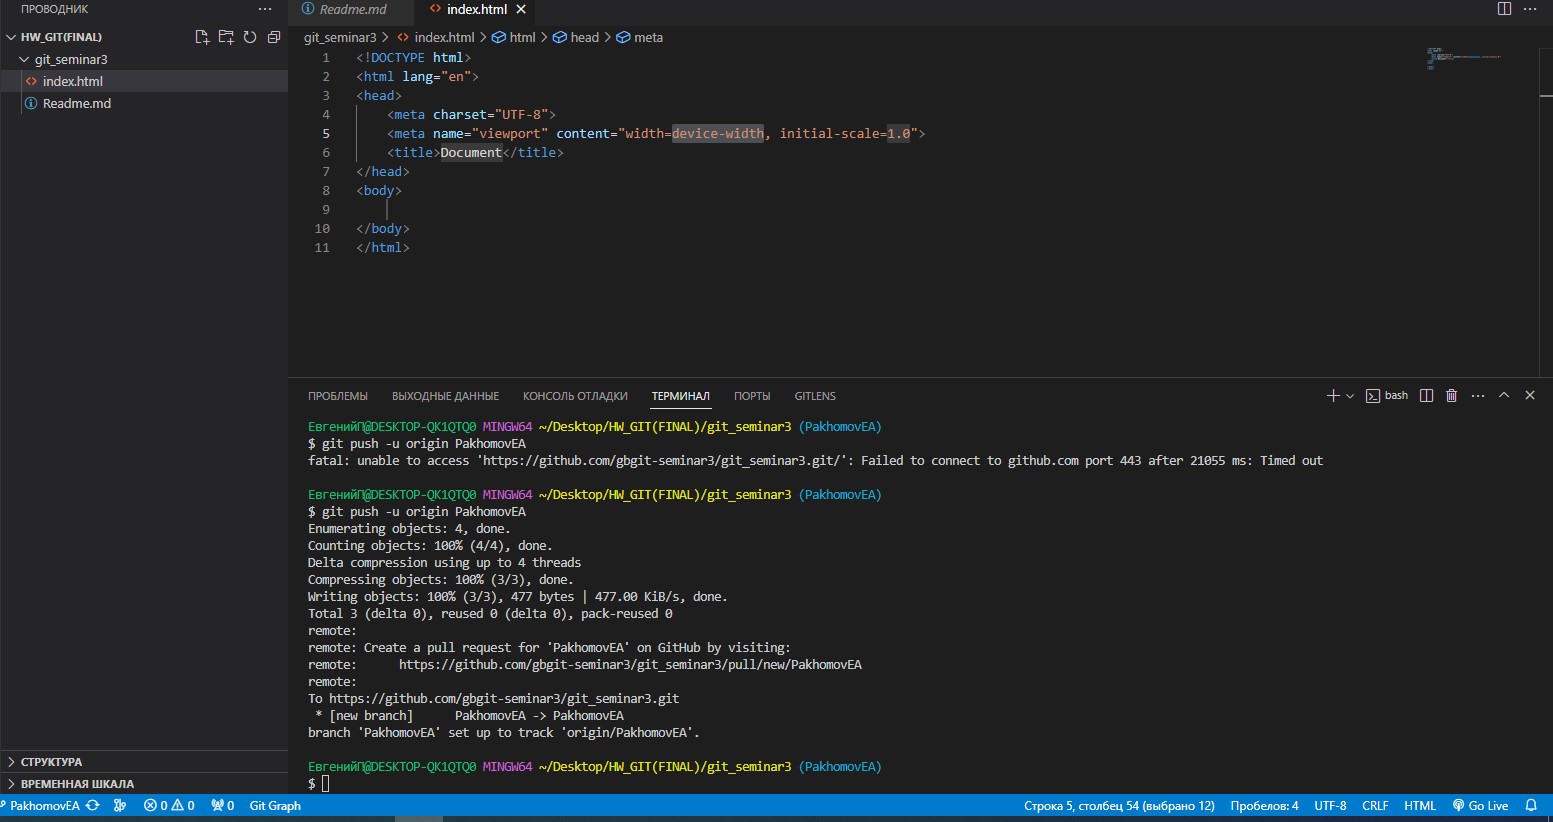 ПРОВОДНИК ...
HW_GIT(FINAL)
git_seminar3
index.html
Readme.md
СТРУКТУРА
ВРЕМЕННАЯ ШКАЛА
Readme.md index.html
git_seminar3 > index.html > html > head > meta
1 <!DOCTYPE html>
2 <html lang="en">
3 <head>
4 <meta charset="UTF-8">
5 <meta name="viewport" content="width=device-width, initial-scale=1.0">
6 <title>Document</title>
7 </head>
8 <body>
9
10 </body>
11 </html>
ПРОБЛЕМЫ ВЫХОДНЫЕ ДАННЫЕ КОНСОЛЬ ОТЛАДКИ ТЕРМИНАЛ ПОРТЫ GITLENS bash
ЕвгенийП@DESKTOP-QK1QTQ0 MINGW64 ~/Desktop/HW_GIT(FINAL)/git_seminar3 (PakhomovEA)
$ git push -u origin PakhomovEA
fatal: unable to access 'https://github.com/gbgit-seminar3/git_seminar3.git/': Failed to connect to github.com port 443 after 21055 ms: Timed out
ЕвгенийП@DESKTOP-QK1QTQ0 MINGW64 ~/Desktop/HW_GIT(FINAL)/git_seminar3 (PakhomovEA)
$ git push -u origin PakhomovEA
Enumerating objects: 4, done.
Counting objects: 100% (4/4), done.
Delta compression using up to 4 threads
Compressing objects: 100% (3/3), done.
Writing objects: 100% (3/3), 477 bytes | 477.00 KiB/s, done.
Total 3 (delta 0), reused 0 (delta 0), pack-reused 0
remote:
remote: Create a pull request for 'PakhomovEA' on GitHub by visiting:
remote: https://github.com/gbgit-seminar3/git_seminar3/pull/new/PakhomovEA
remote:
To https://github.com/gbgit-seminar3/git_seminar3.git
* [new branch] PakhomovEA -> PakhomovEA
branch 'PakhomovEA' set up to track 'origin/PakhomovEA'.
ЕвгенийП@DESKTOP-QK1QTQ0 MINGW64 ~/Desktop/HW_GIT(FINAL)/git_seminar3 (PakhomovEA)
$
PakhomovEA 0 0 0 Git Graph Строка 5, столбец 54 (выбрано 12) Пробелов: 4 UTF-8 CRLF HTML Go Live